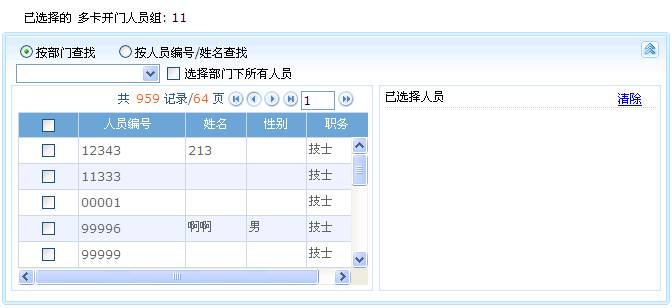 已选择的 多卡开门人员组: 11
按部门查找 按人员编号/姓名查找
选择部门下所有人员
共 959 记录/64 页 1
已选择人员 清除
人员编号 姓名 性别 职务
12343 213 技士
11333 技士
00001 技士
99996 啊啊 男 技士
99999 技士